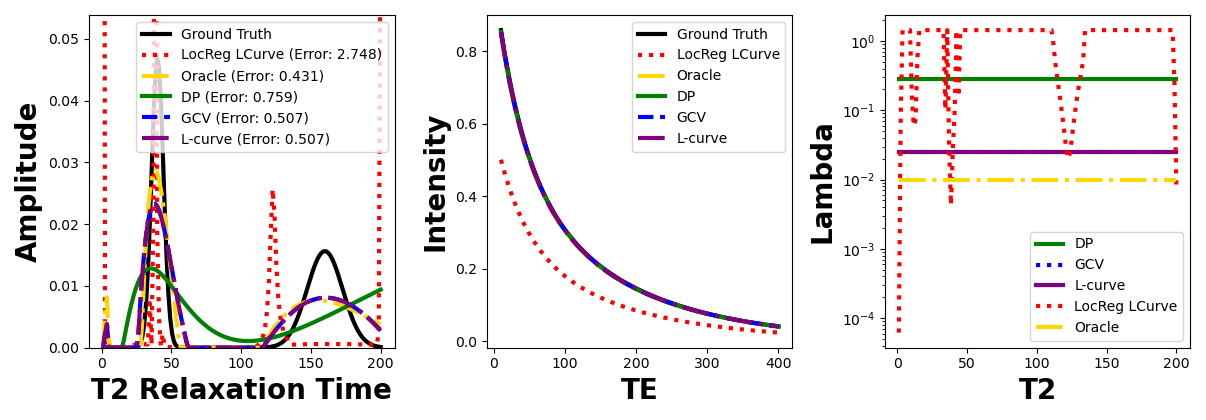 Amplitude
0.05
0.04
0.03
0.02
0.01
0.00
Ground Truth
LocReg LCurve (Error: 2.748)
Oracle (Error: 0.431)
DP (Error: 0.759)
GCV (Error: 0.507)
L-curve (Error: 0.507)
0 50 100 150 200
T2 Relaxation Time
Intensity
0.8
0.6
0.4
0.2
0.0
Ground Truth
LocReg LCurve
Oracle
DP
GCV
L-curve
0 100 200 300 400
TE
Lambda
10⁰
10⁻¹
10⁻²
10⁻³
10⁻⁴
DP
GCV
L-curve
LocReg LCurve
Oracle
0 50 100 150 200
T2